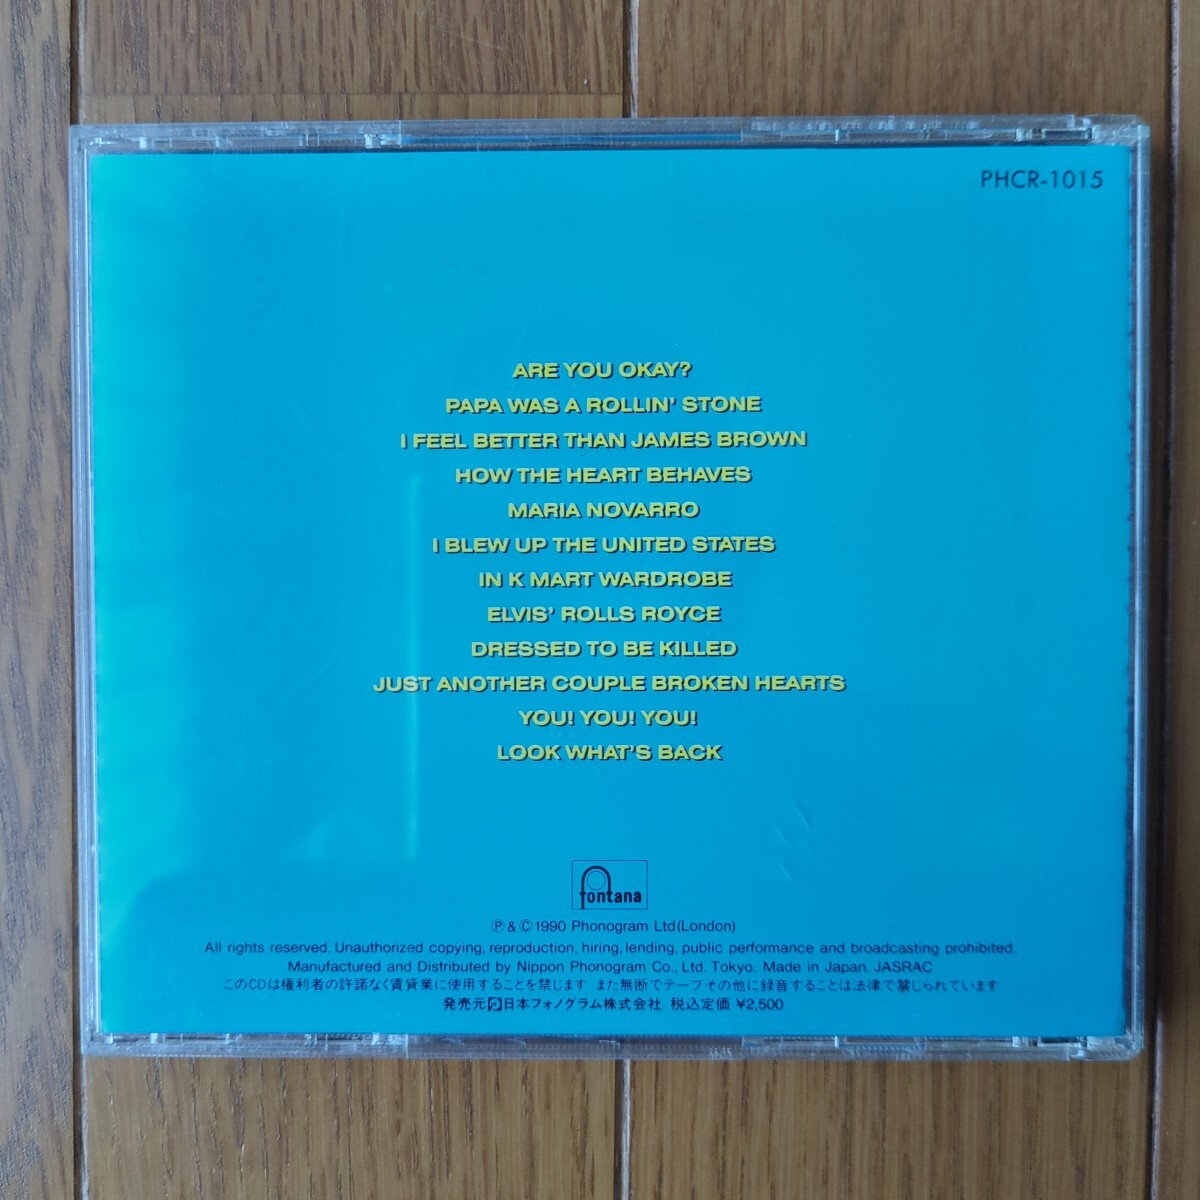 PHCR-1015
ARE YOU OKAY?
PAPA WAS A ROLLIN' STONE
I FEEL BETTER THAN JAMES BROWN
HOW THE HEART BEHAVES
MARIA NOVARRO
I BLEW UP THE UNITED STATES
IN K MART WARDROBE
ELVIS' ROLLS ROYCE
DRESSED TO BE KILLED
JUST ANOTHER COUPLE BROKEN HEARTS
YOU! YOU! YOU!
LOOK WHAT'S BACK
fontana
℗ & ©1990 Phonogram Ltd(London)
All rights reserved. Unauthorized copying, reproduction, hiring, lending, public performance and broadcasting prohibited.
Manufactured and Distributed by Nippon Phonogram Co., Ltd. Tokyo. Made in Japan. JASRAC
このCDは権利者の許諾なく賃貸業に使用することを禁じます また無断でテープその他に録音することは法律で禁じられています
発売元 日本フォノグラム株式会社 税込定価 ¥2,500